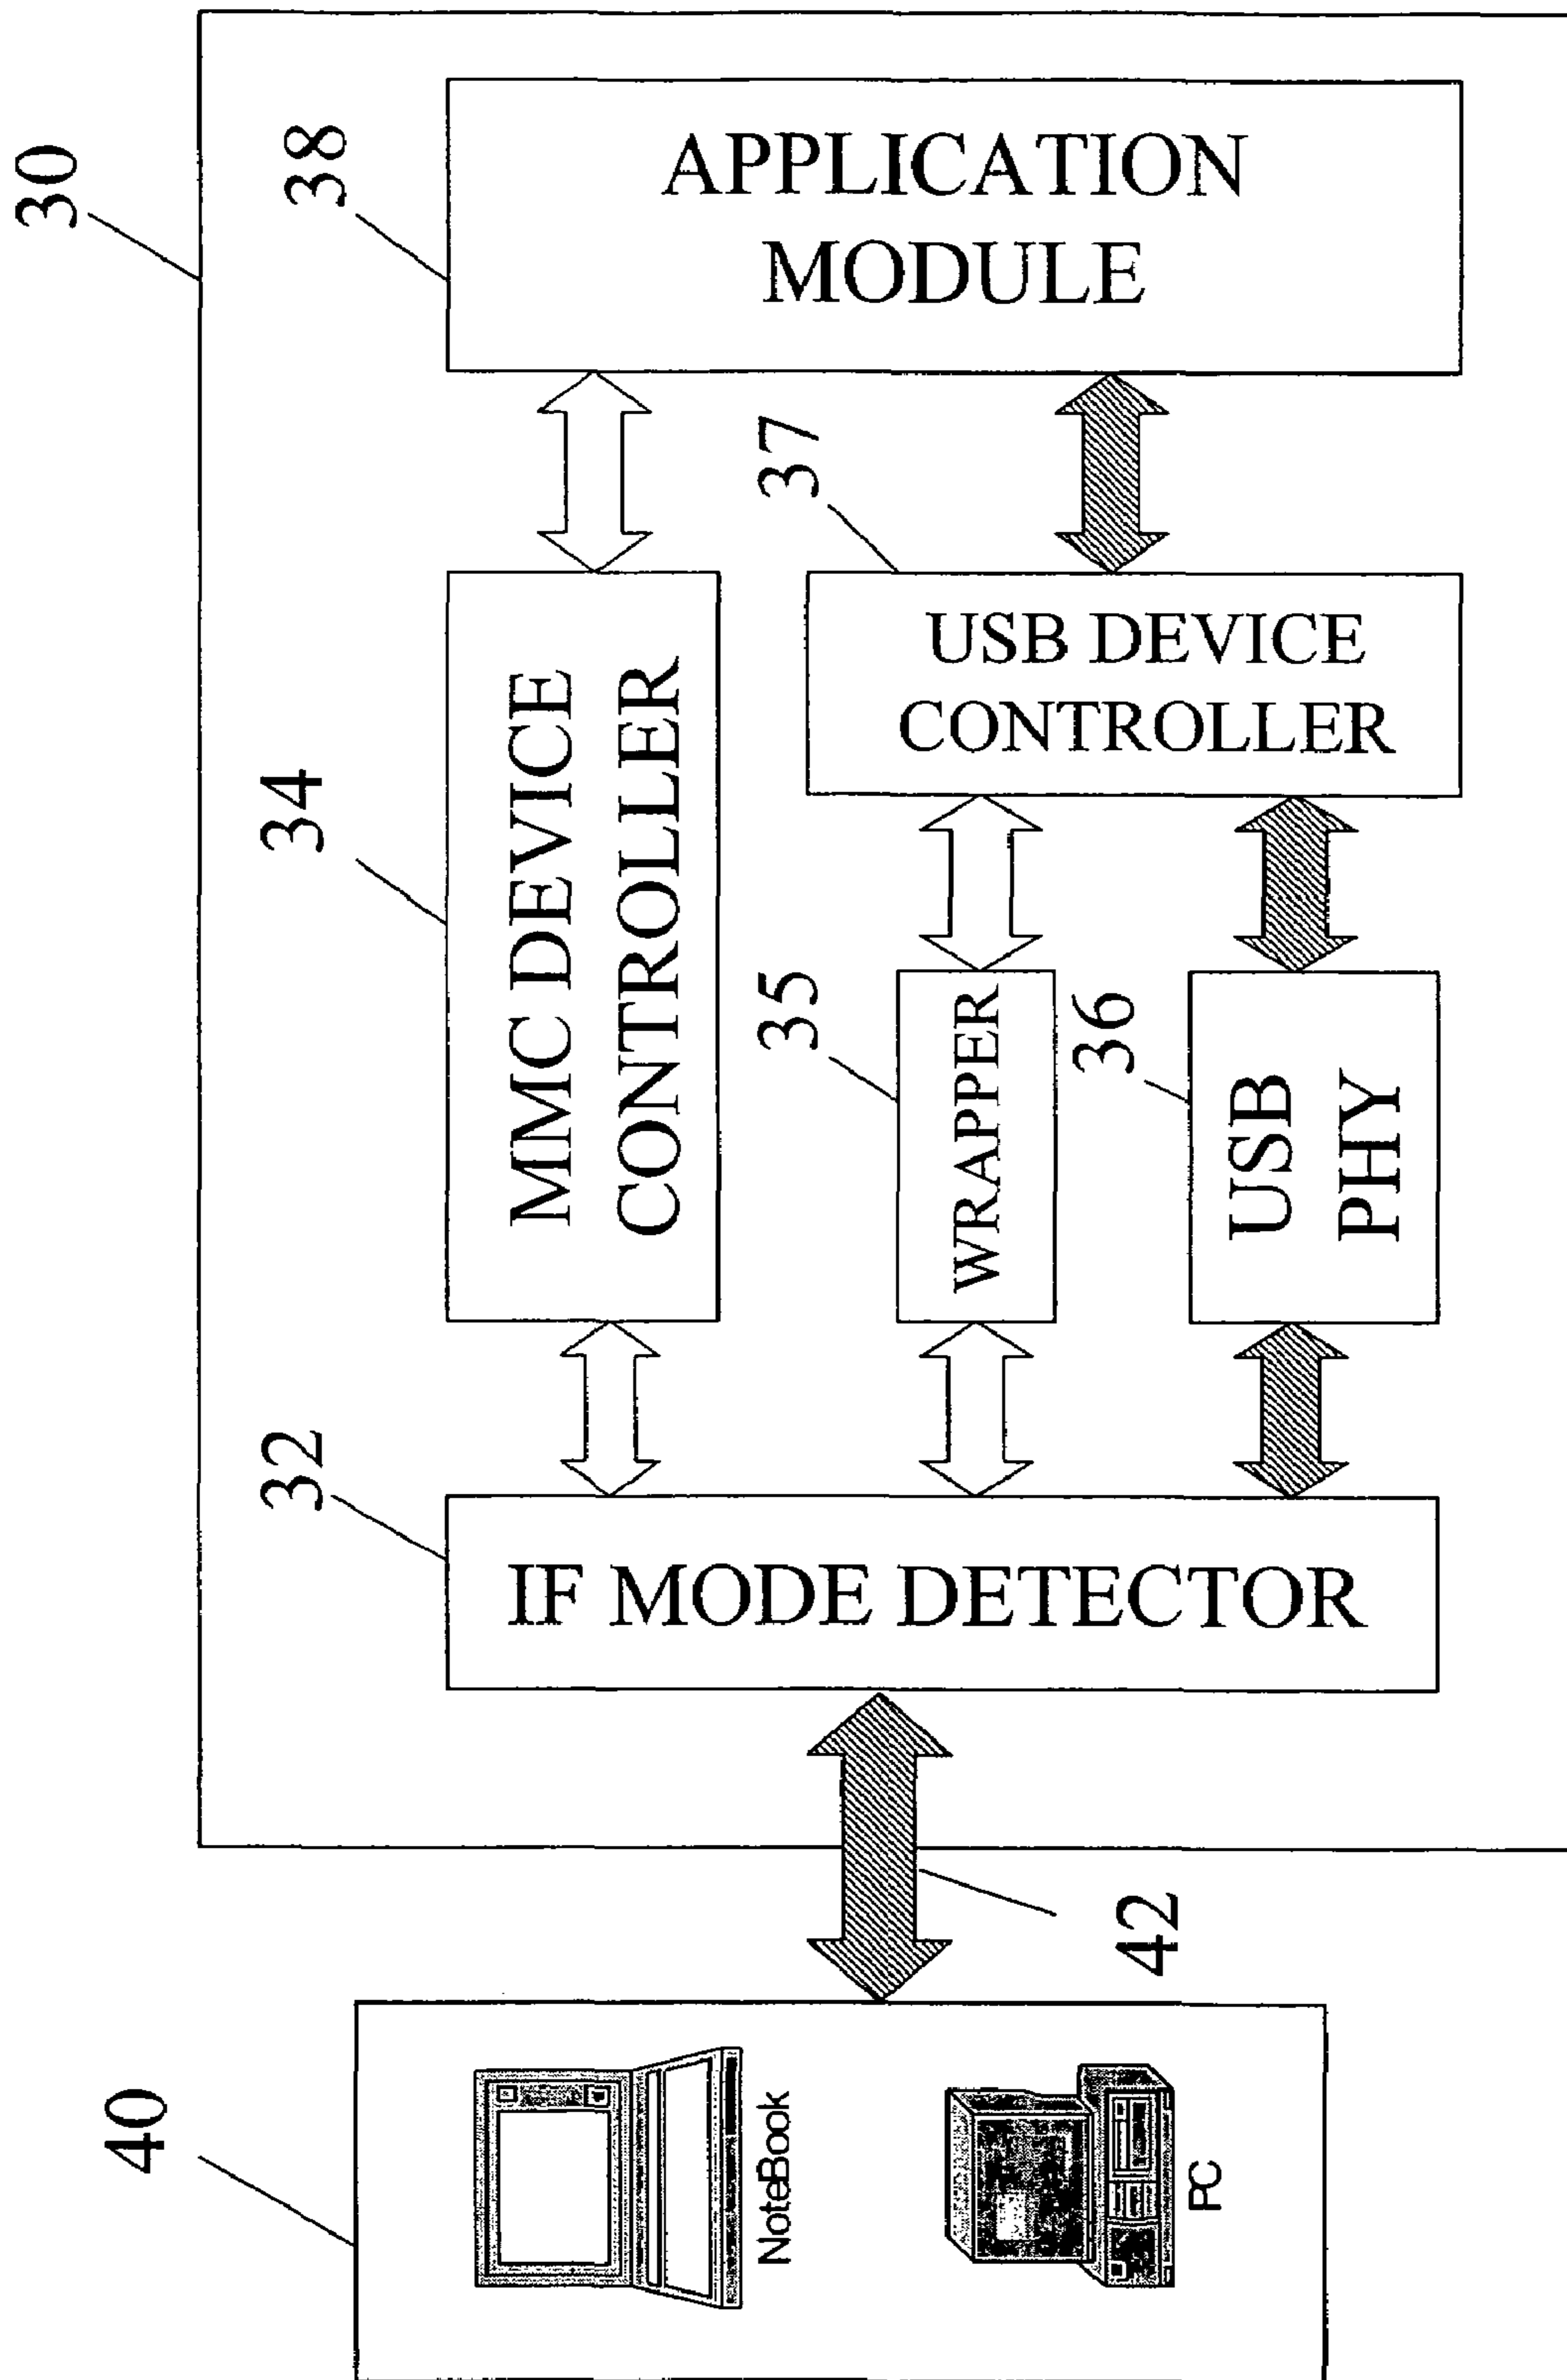 30
38
APPLICATION
MODULE
37
34
MMC DEVICE
CONTROLLER
USB DEVICE
CONTROLLER
35
WRAPPER
36
USB
PHY
32
IF MODE DETECTOR
42
40
NoteBook
PC